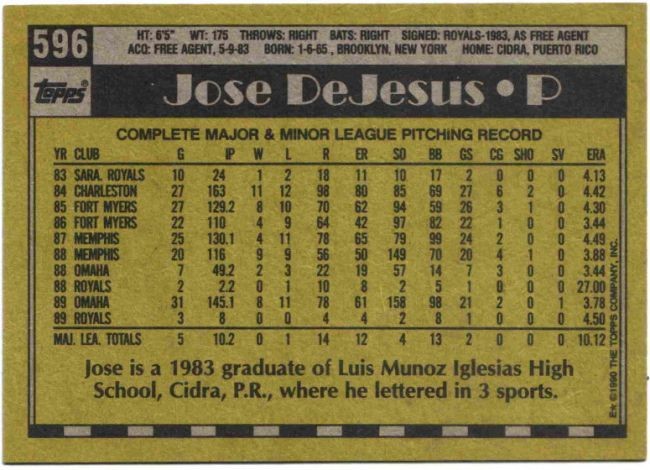 596
HT: 6'5" WT: 175 THROWS: RIGHT BATS: RIGHT SIGNED: ROYALS-1983, AS FREE AGENT
ACQ: FREE AGENT, 5-9-83 BORN: 1-6-65, BROOKLYN, NEW YORK HOME: CIDRA, PUERTO RICO
TOPPS
JOSE DEJESUS • P
COMPLETE MAJOR & MINOR LEAGUE PITCHING RECORD
YR CLUB G IP W L R ER SO BB GS CG SHO SV ERA
83 SARA. ROYALS 10 24 1 2 18 11 10 17 2 0 0 0 4.13
84 CHARLESTON 27 163 11 12 98 80 85 69 27 6 2 0 4.42
85 FORT MYERS 27 129.2 8 10 70 62 94 59 26 3 1 0 4.30
86 FORT MYERS 22 110 4 9 64 42 97 82 22 1 0 0 3.44
87 MEMPHIS 25 130.1 4 11 78 65 79 99 24 2 0 0 4.49
88 MEMPHIS 20 116 9 9 56 50 149 70 20 4 1 0 3.88
88 OMAHA 7 49.2 2 3 22 19 57 14 7 3 0 0 3.44
88 ROYALS 2 2.2 0 1 10 8 2 5 1 0 0 0 27.00
89 OMAHA 31 145.1 8 11 78 61 158 98 21 2 0 1 3.78
89 ROYALS 3 8 0 0 4 4 2 8 1 0 0 0 4.50
MAJ. LEA. TOTALS 5 10.2 0 1 14 12 4 13 2 0 0 0 10.12
Jose is a 1983 graduate of Luis Munoz Iglesias High
School, Cidra, P.R., where he lettered in 3 sports.
©1990 THE TOPPS COMPANY, INC.